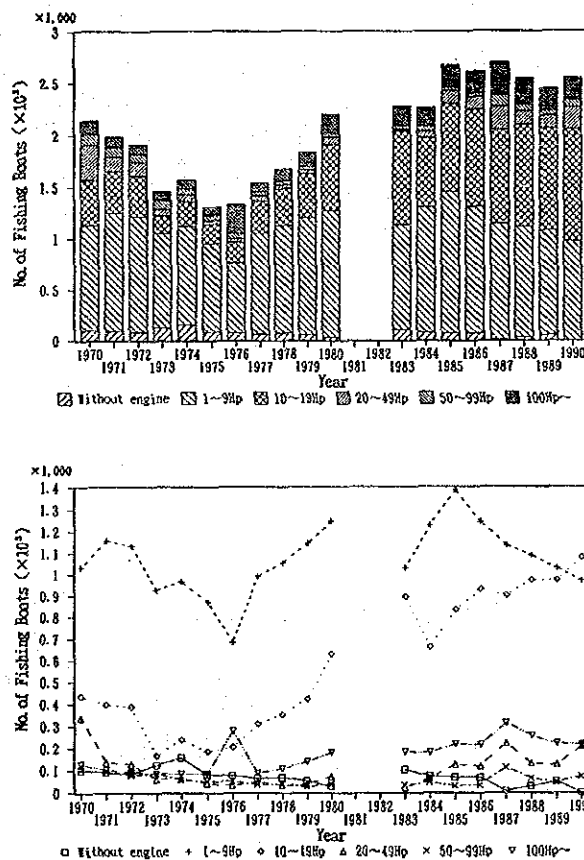 ×1,000
3
2.5
2
1.5
1
0.5
0
No. of Fishing Boats (×10³)
1970 1972 1974 1976 1978 1980 1982 1984 1986 1988 1990
1971 1973 1975 1977 1979 1981 1983 1985 1987 1989
Year
Without engine 1~9Hp 10~19Hp 20~49Hp 50~99Hp 100Hp~
×1,000
1.4
1.3
1.2
1.1
1
0.9
0.8
0.7
0.6
0.5
0.4
0.3
0.2
0.1
0
No. of Fishing Boats (×10³)
1970 1972 1974 1976 1978 1980 1982 1984 1986 1988 199
1971 1973 1975 1977 1979 1981 1983 1985 1987 1989
Year
Without engine 1~9Hp 10~19Hp 20~49Hp 50~99Hp 100Hp~